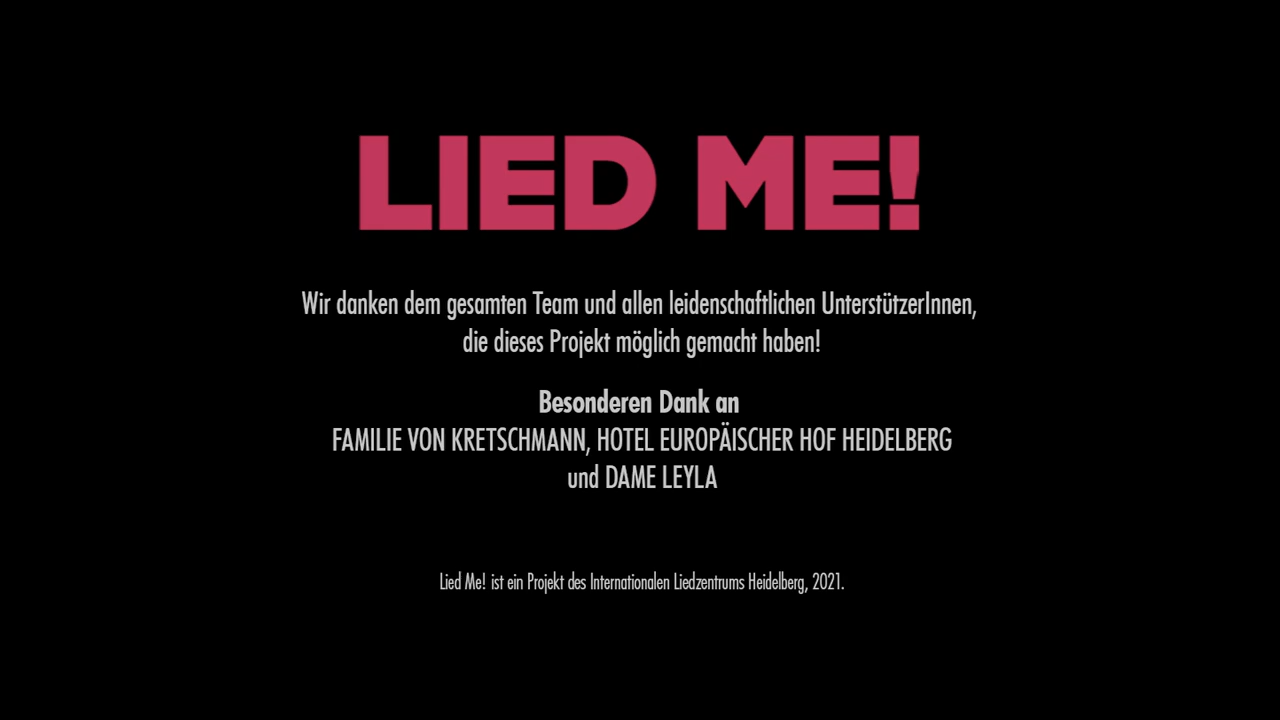 LIED ME!
Wir danken dem gesamten Team und allen leidenschaftlichen UnterstützerInnen,
die dieses Projekt möglich gemacht haben!
Besonderen Dank an
FAMILIE VON KRETSCHMANN, HOTEL EUROPÄISCHER HOF HEIDELBERG
und DAME LEYLA
Lied Me! ist ein Projekt des Internationalen Liedzentrums Heidelberg, 2021.